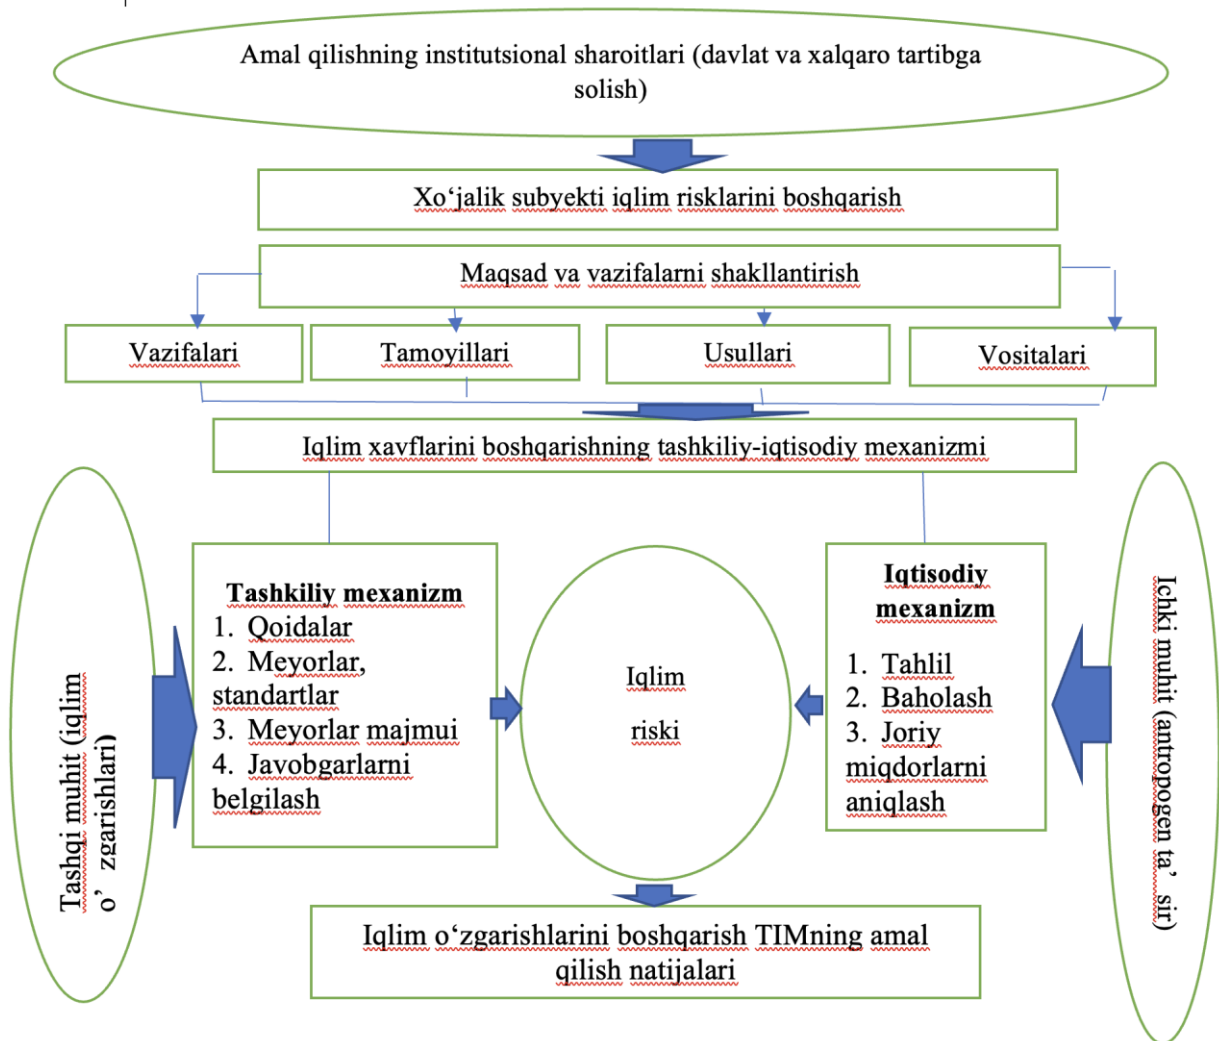 Amal qilishning institutsional sharoitlari (davlat va xalqaro tartibga
solish)
Xo‘jalik subyekti iqlim risklarini boshqarish
Maqsad va vazifalarni shakllantirish
Vazifalari
Tamoyillari
Usullari
Vositalari
Iqlim xavflarini boshqarishning tashkiliy-iqtisodiy mexanizmi
Tashqi muhit (iqlim
o’ zgarishlari)
Tashkiliy mexanizm
1. Qoidalar
2. Meyorlar,
standartlar
3. Meyorlar majmui
4. Javobgarlarni
belgilash
Iqlim
riski
Iqtisodiy
mexanizm
1. Tahlil
2. Baholash
3. Joriy
miqdorlarni
aniqlash
Ichki muhit (antropogen ta’ sir)
Iqlim o‘zgarishlarini boshqarish TIMning amal
qilish natijalari